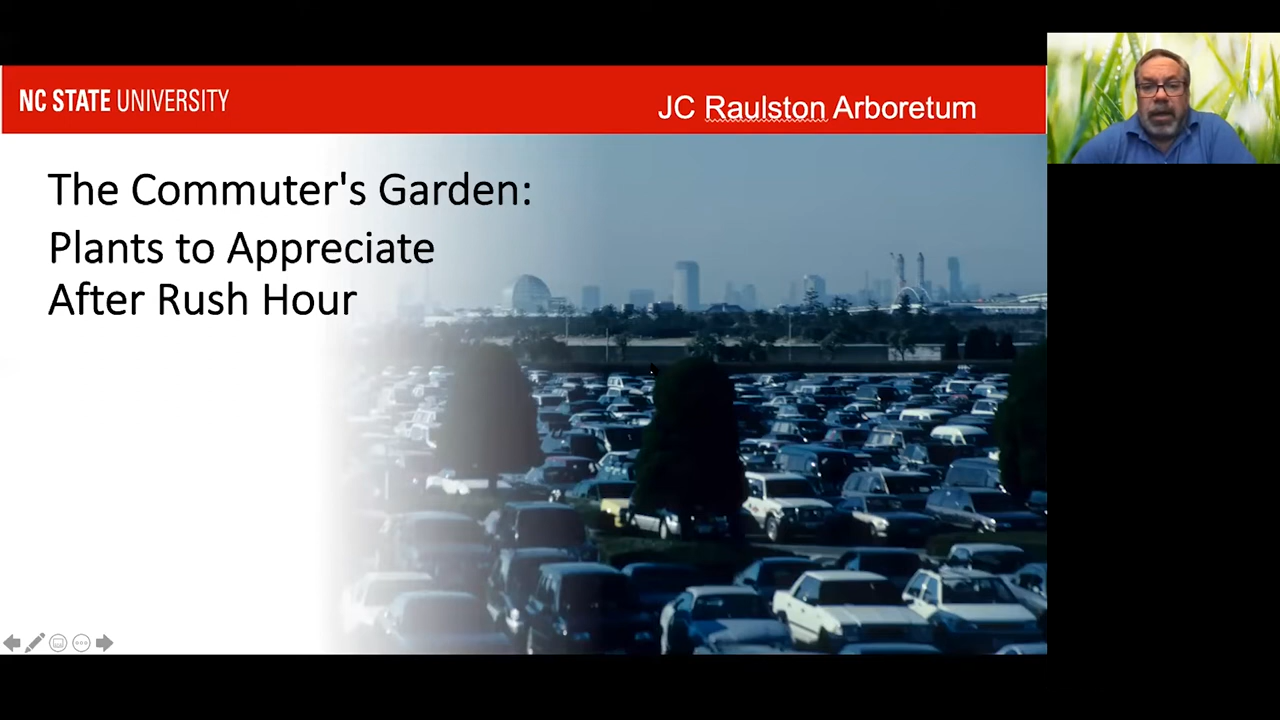 NC STATE UNIVERSITY
JC Raulston Arboretum
The Commuter's Garden:
Plants to Appreciate
After Rush Hour